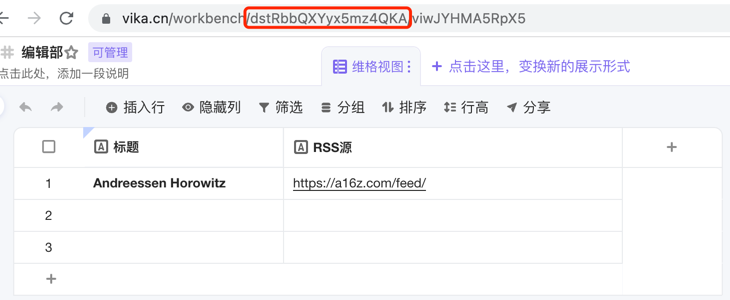 vika.cn/workbench/dstRbbQXYyx5mz4QKA/viwJYHMA5RpX5
编辑部 可管理
点击此处，添加一段说明
维格视图 点击这里，变换新的展示形式
插入行 隐藏列 筛选 分组 排序 行高 分享
标题 RSS源
1 Andreessen Horowitz https://a16z.com/feed/
2
3